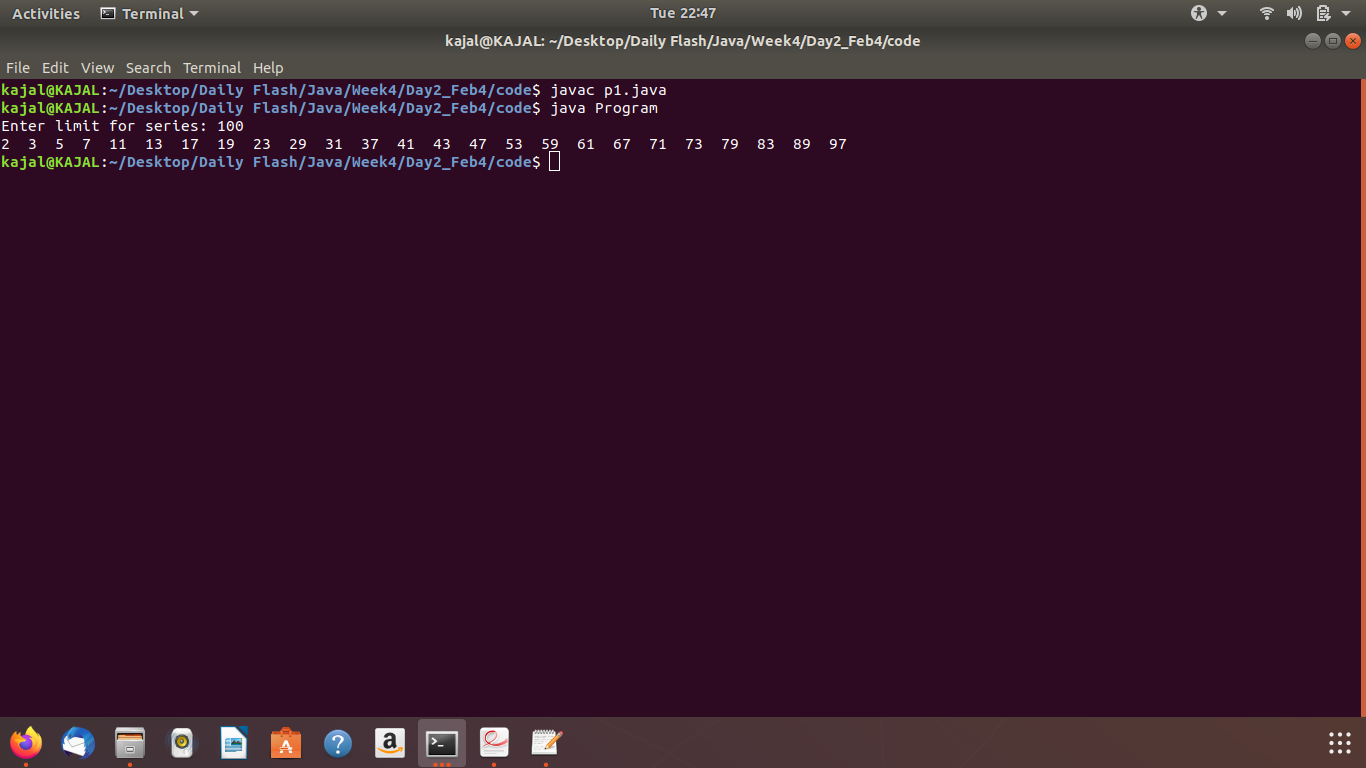 Activities Terminal Tue 22:47
kajal@KAJAL: ~/Desktop/Daily Flash/Java/Week4/Day2_Feb4/code
File Edit View Search Terminal Help
kajal@KAJAL:~/Desktop/Daily Flash/Java/Week4/Day2_Feb4/code$ javac p1.java
kajal@KAJAL:~/Desktop/Daily Flash/Java/Week4/Day2_Feb4/code$ java Program
Enter limit for series: 100
2 3 5 7 11 13 17 19 23 29 31 37 41 43 47 53 59 61 67 71 73 79 83 89 97
kajal@KAJAL:~/Desktop/Daily Flash/Java/Week4/Day2_Feb4/code$